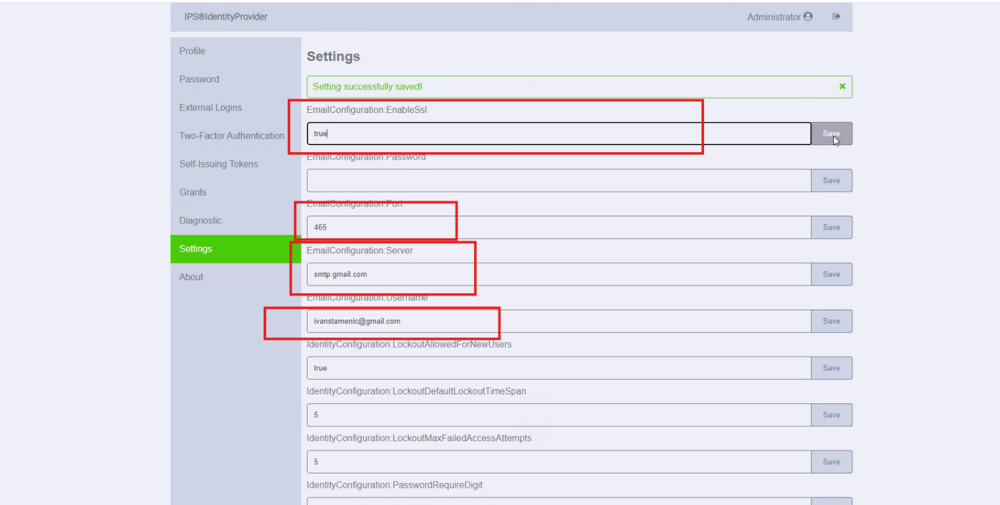 IPS®IdentityProvider
Administrator
Profile
Password
External Logins
Two-Factor Authentication
Self-Issuing Tokens
Grants
Diagnostic
Settings
About
Settings
Setting successfully saved!
EmailConfiguration:EnableSsl
true
Save
EmailConfiguration:Password
Save
EmailConfiguration:Port
465
Save
EmailConfiguration:Server
smtp.gmail.com
Save
EmailConfiguration:Username
ivanstamenic@gmail.com
Save
IdentityConfiguration:LockoutAllowedForNewUsers
true
Save
IdentityConfiguration:LockoutDefaultLockoutTimeSpan
5
Save
IdentityConfiguration:LockoutMaxFailedAccessAttempts
5
Save
IdentityConfiguration:PasswordRequireDigit